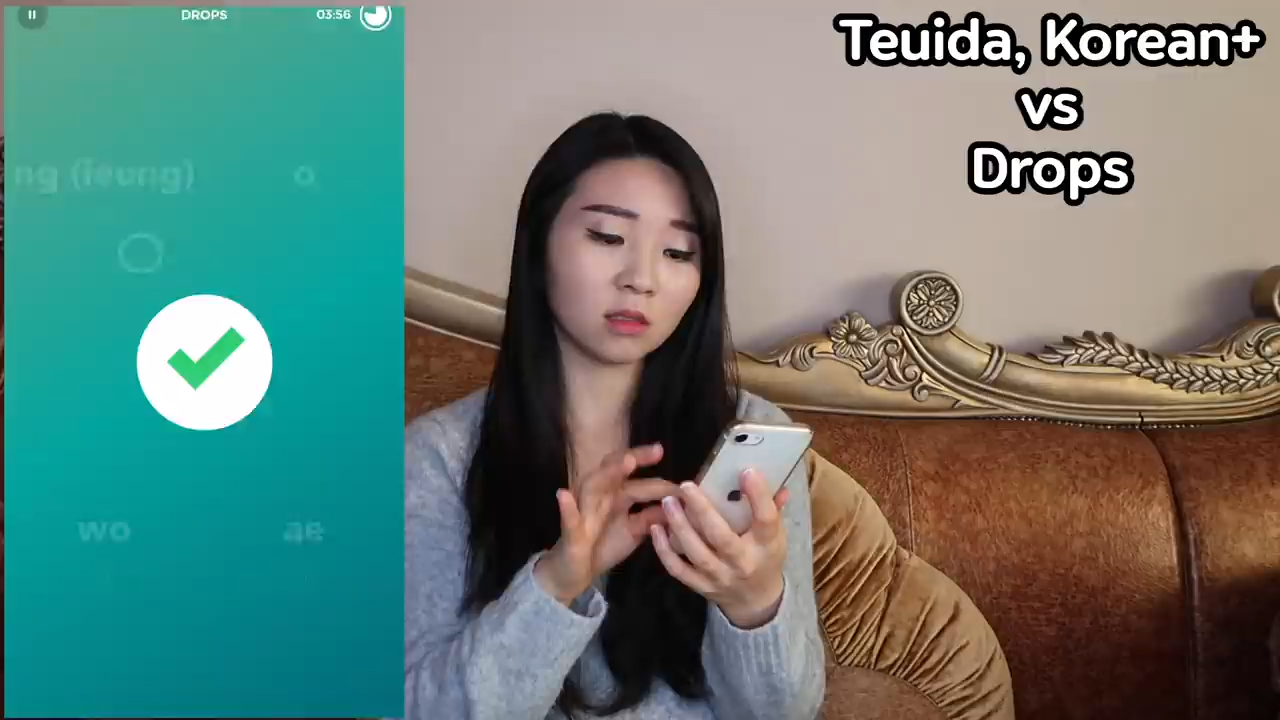 DROPS
03:56
ng (ieung)
o
wo
ae
Teuida, Korean+
vs
Drops